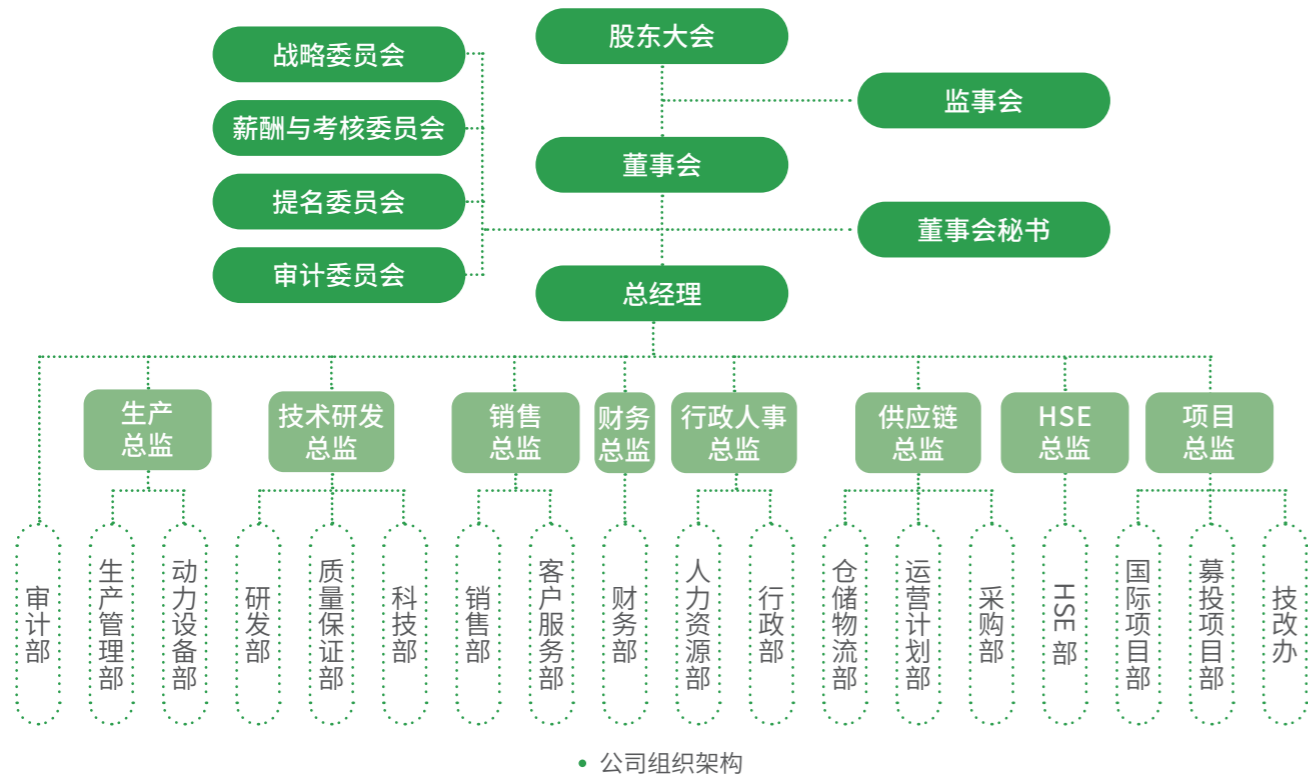 股东大会
战略委员会
监事会
薪酬与考核委员会
董事会
提名委员会
董事会秘书
审计委员会
总经理
生产
总监
技术研发
总监
销售
总监
财务
总监
行政人事
总监
供应链
总监
HSE
总监
项目
总监
审计部
生产管理部
动力设备部
研发部
质量保证部
科技部
销售部
客户服务部
财务部
人力资源部
行政部
仓储物流部
运营计划部
采购部
HSE部
国际项目部
募投项目部
技改办
• 公司组织架构